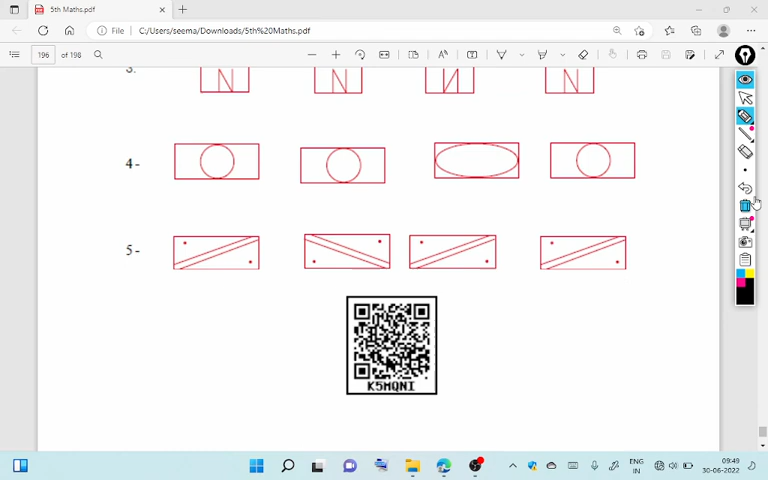 5th Maths.pdf
File
C:/Users/seema/Downloads/5th%20Maths.pdf
196 of 198
3.
4 -
5 -
K5MQNI
ENG
IN
09:49
30-06-2022